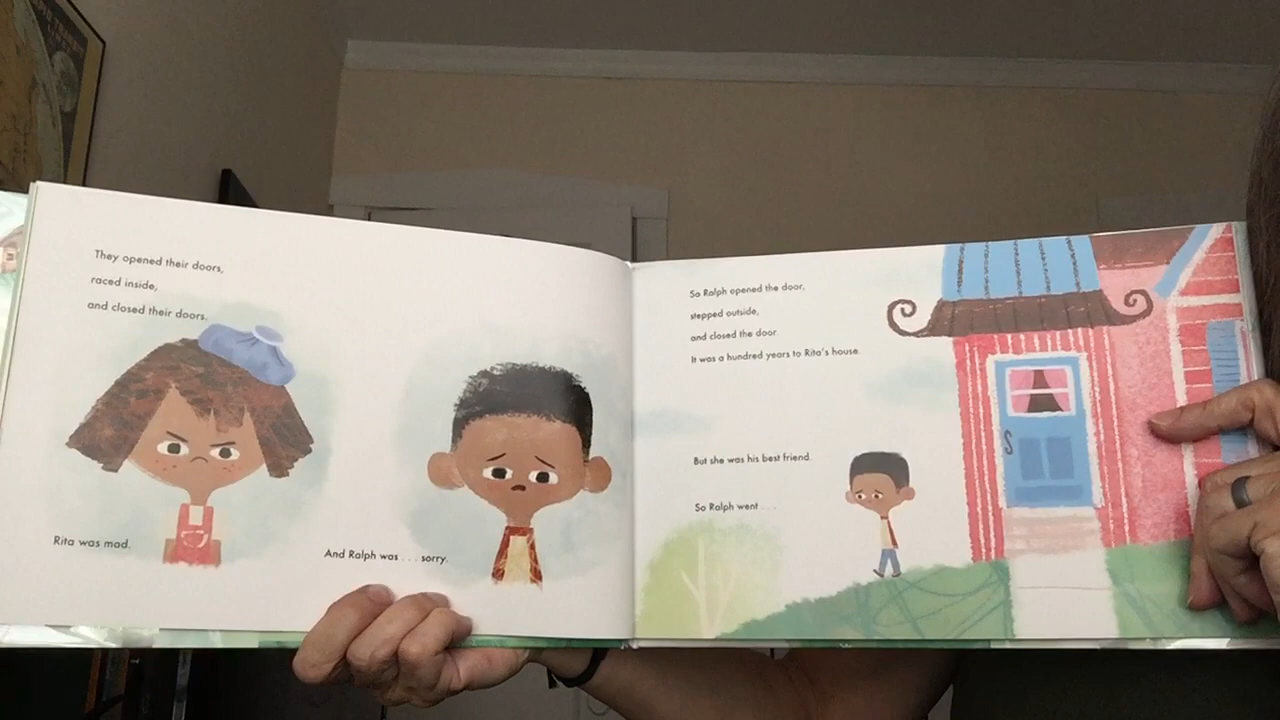 They opened their doors,
raced inside,
and closed their doors.
Rita was mad.
And Ralph was . . . sorry.
So Ralph opened the door,
stepped outside,
and closed the door.
It was a hundred years to Rita's house.
But she was his best friend.
So Ralph went . . .